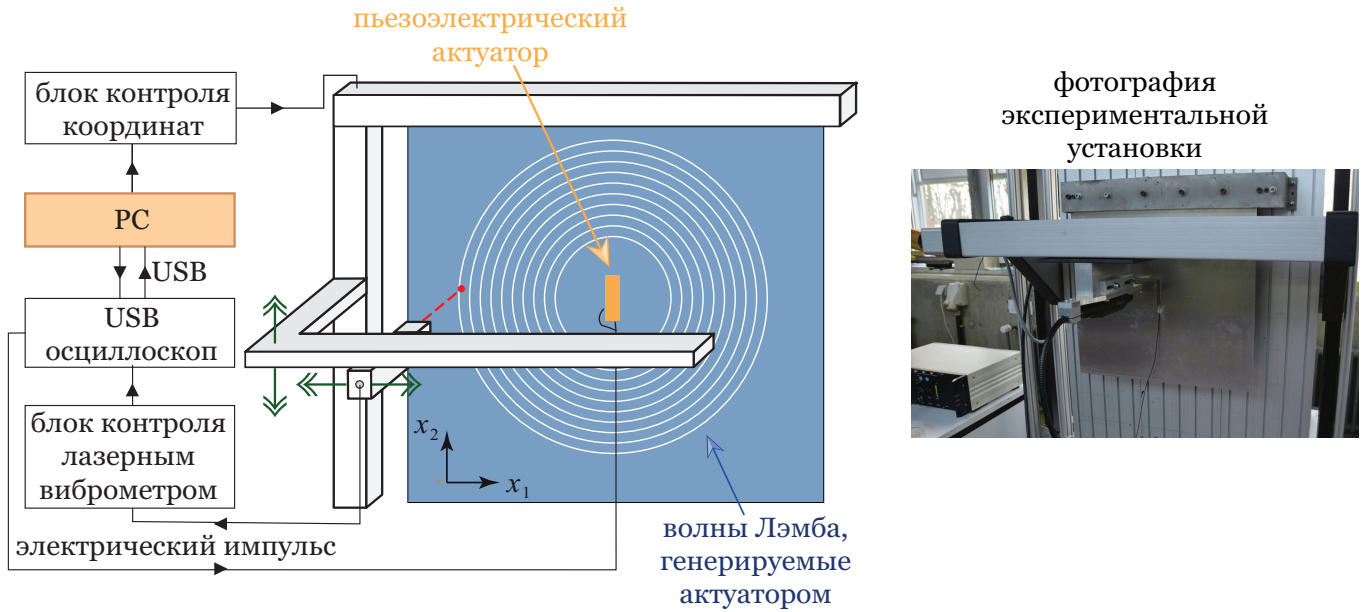 пьезоэлектрический
актуатор
блок контроля
координат
PC
USB
USB
осциллоскоп
блок контроля
лазерным
виброметром
электрический импульс
x2
x1
волны Лэмба,
генерируемые
актуатором
фотография
экспериментальной
установки